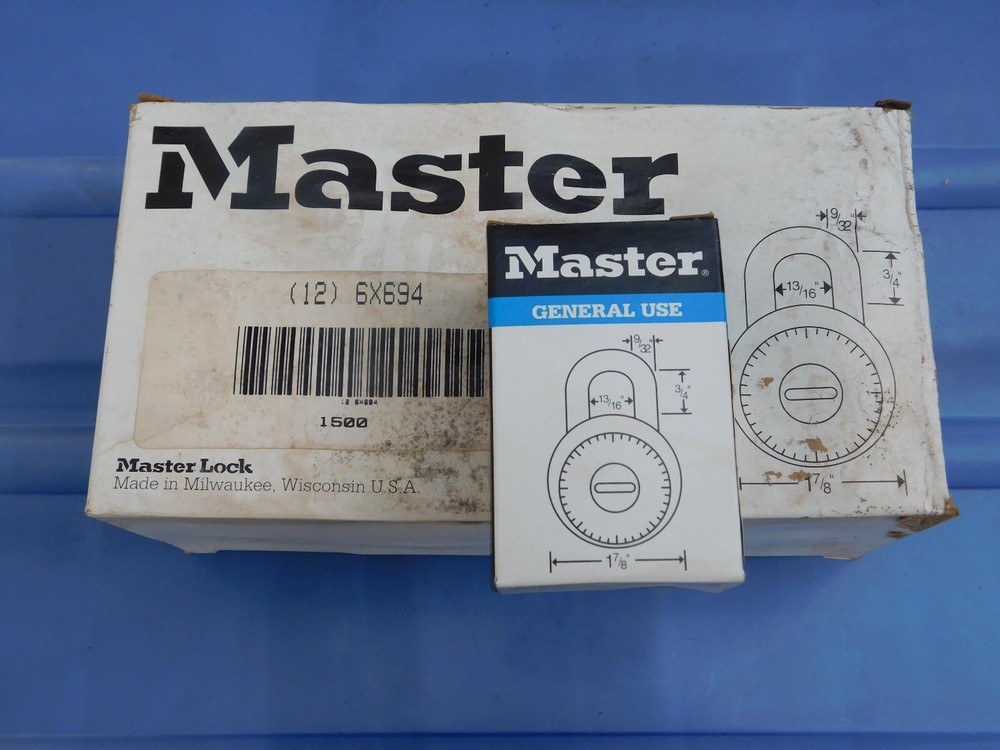 Master
(12) 6X694
12 6X694
1500
Master Lock
Made in Milwaukee, Wisconsin U.S.A.
9/32"
3/4"
13/16"
1 7/8"
Master®
GENERAL USE
9/32"
3/4"
13/16"
1 7/8"